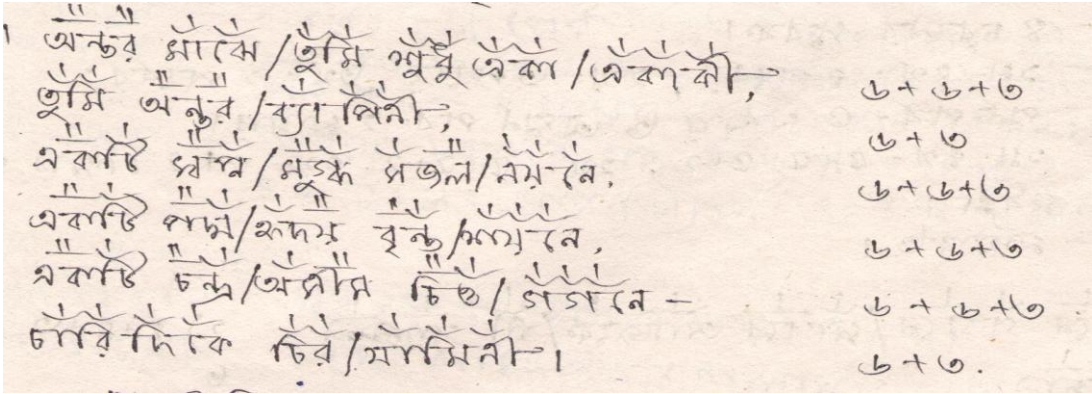 অন্তর মাঝে/তুমি শুধু একা/একাকী, ৬+৬+৩
তুমি অন্তর/ব্যাপিনী, ৬+৩
একটি স্বপ্ন/মুগ্ধ সজল/নয়নে, ৬+৬+৩
একটি পদ্ম/হৃদয় বৃন্ত/শয়নে, ৬+৬+৩
একটি চন্দ্র/অসীম চিত্ত/গগনে – ৬+৬+৩
চারিদিকে চির/যামিনী। ৬+৩.